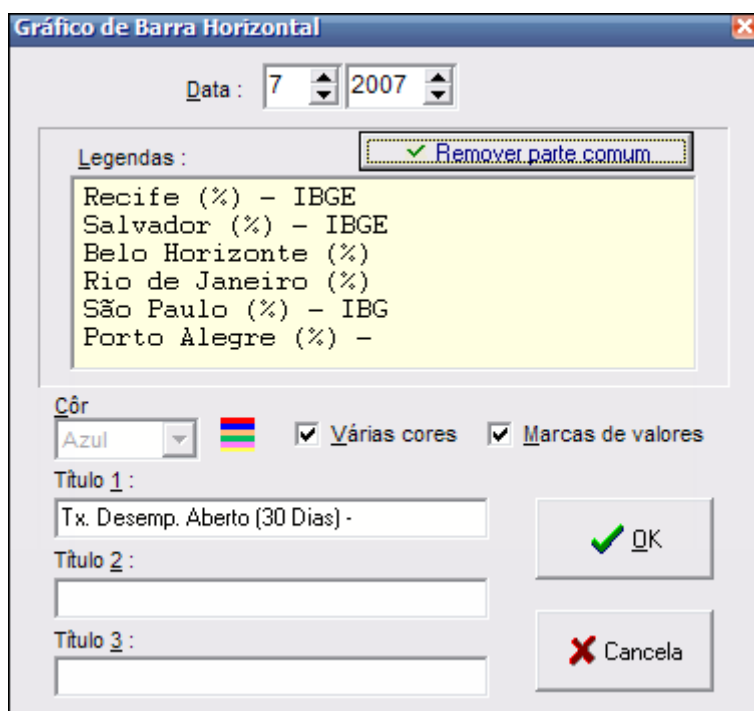 Gráfico de Barra Horizontal
Data : 7 2007
Legendas : Remover parte comum
Recife (%) - IBGE
Salvador (%) - IBGE
Belo Horizonte (%)
Rio de Janeiro (%)
São Paulo (%) - IBG
Porto Alegre (%) -
Côr
Azul Várias cores Marcas de valores
Título 1 :
Tx. Desemp. Aberto (30 Dias) -
OK
Título 2 :
Título 3 :
Cancela